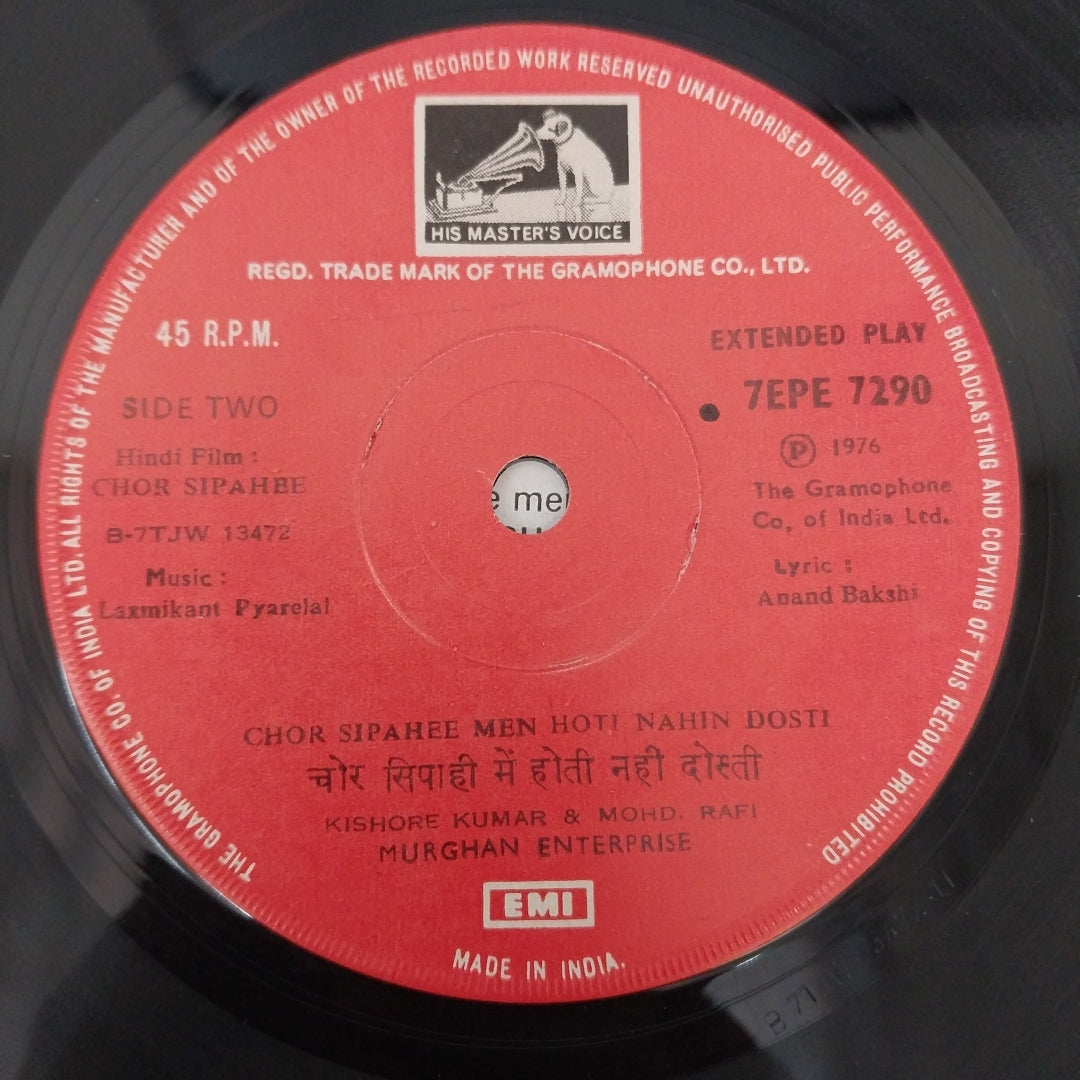 THE GRAMOPHONE CO. OF INDIA LTD. ALL RIGHTS OF THE MANUFACTURER AND OF THE OWNER OF THE RECORDED WORK RESERVED UNAUTHORISED PUBLIC PERFORMANCE BROADCASTING AND COPYING OF THIS RECORD PROHIBITED
HIS MASTER'S VOICE
REGD. TRADE MARK OF THE GRAMOPHONE CO., LTD.
45 R.P.M.
SIDE TWO
Hindi Film :
CHOR SIPAHEE
B-7TJW 13472
Music :
Laxmikant Pyarelal
EXTENDED PLAY
7EPE 7290
℗ 1976
The Gramophone
Co, of India Ltd.
Lyric :
Anand Bakshi
me
CHOR SIPAHEE MEN HOTI NAHIN DOSTI
चोर सिपाही में होती नहीं दोस्ती
KISHORE KUMAR & MOHD. RAFI
MURGHAN ENTERPRISE
EMI
MADE IN INDIA.